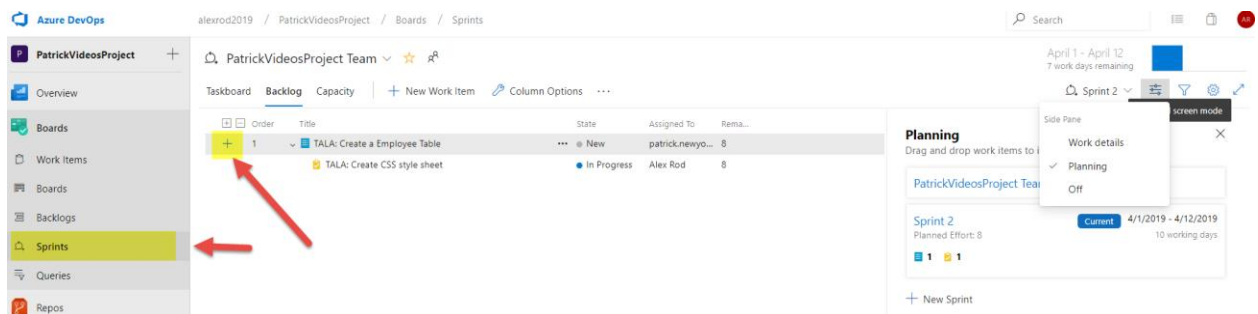 Azure DevOps
alexrod2019 / PatrickVideosProject / Boards / Sprints
Search
AR
P PatrickVideosProject
PatrickVideosProject Team
April 1 - April 12
7 work days remaining
Overview
Taskboard Backlog Capacity + New Work Item Column Options ...
Sprint 2
Boards
Order Title State Assigned To Rema...
screen mode
1 TALA: Create a Employee Table ... New patrick.newyo... 8
TALA: Create CSS style sheet In Progress Alex Rod 8
Work Items
Boards
Backlogs
Sprints
Queries
Repos
Side Pane
Work details
Planning
Off
Planning
Drag and drop work items to i
PatrickVideosProject Tea
Sprint 2 Current 4/1/2019 - 4/12/2019
Planned Effort: 8 10 working days
1 1
+ New Sprint